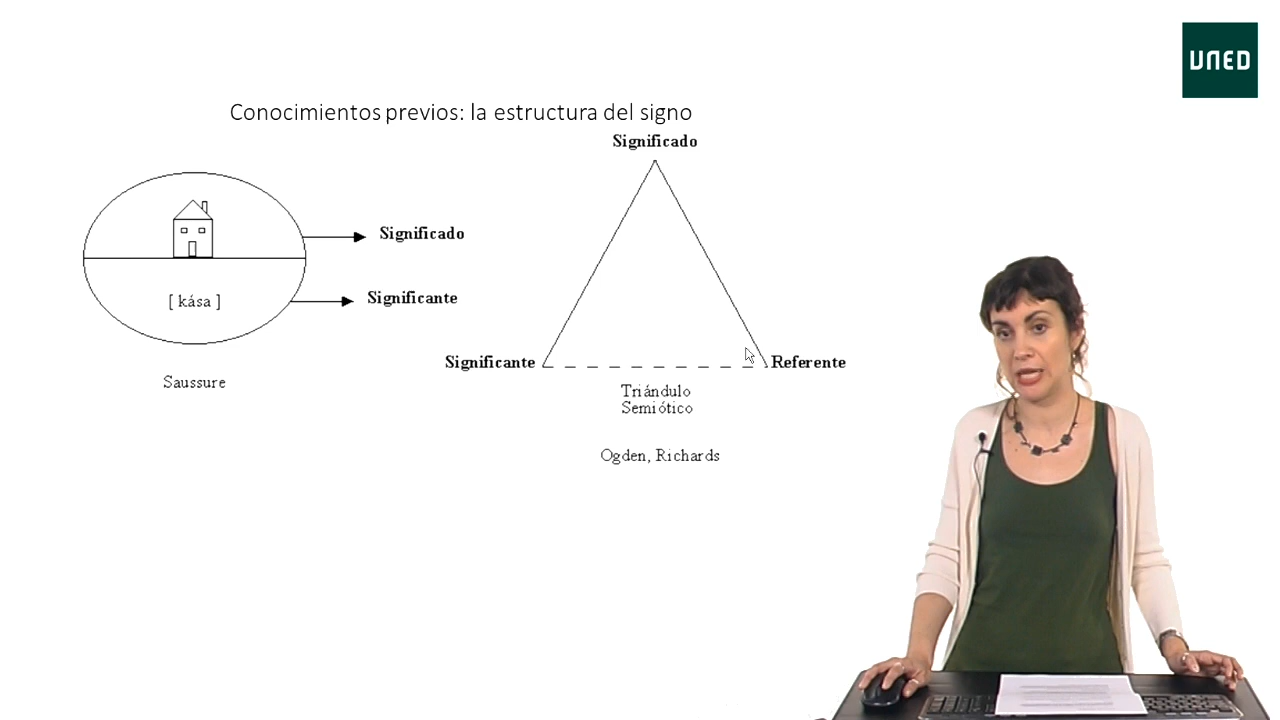 UNED
Conocimientos previos: la estructura del signo
Significado
Significado
[ kása ]
Significante
Significante
Referente
Saussure
Triándulo
Semiótico
Ogden, Richards